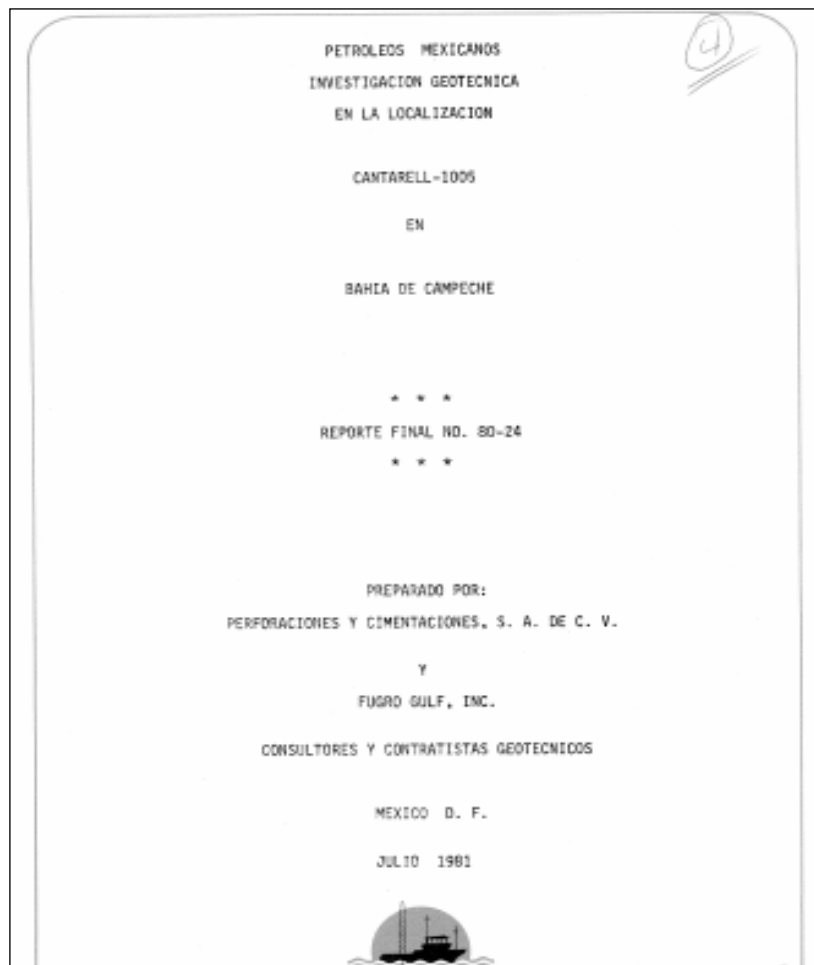 4
PETROLEOS MEXICANOS
INVESTIGACION GEOTECNICA
EN LA LOCALIZACION
CANTARELL-1005
EN
BAHIA DE CAMPECHE
* * *
REPORTE FINAL NO. 80-24
* * *
PREPARADO POR:
PERFORACIONES Y CIMENTACIONES, S. A. DE C. V.
Y
FUGRO GULF, INC.
CONSULTORES Y CONTRATISTAS GEOTECNICOS
MEXICO D. F.
JULIO 1981